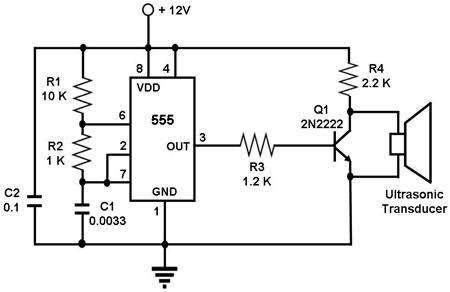 + 12V
8
4
R1
10 K
VDD
R4
2.2 K
6
555
Q1
2N2222
R2
1 K
2
OUT
3
7
R3
1.2 K
C2
0.1
C1
0.0033
GND
1
Ultrasonic
Transducer